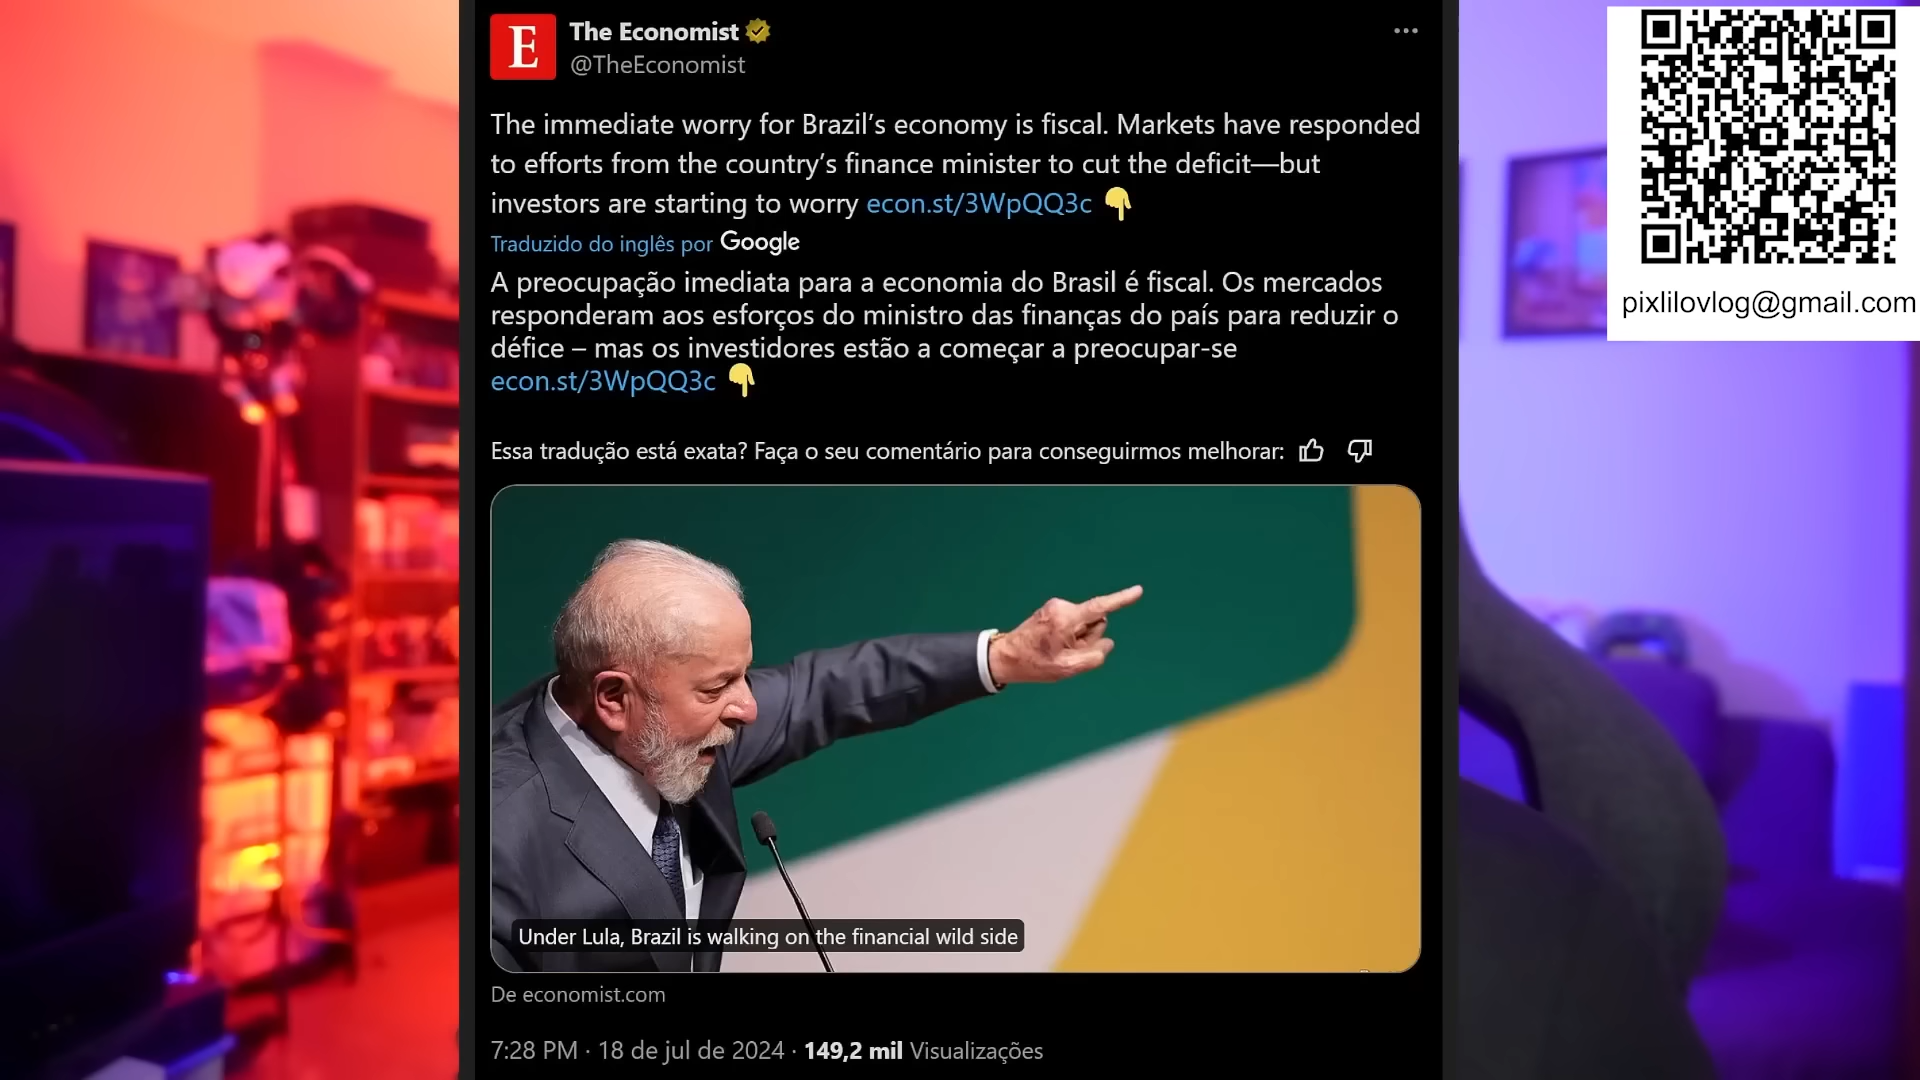 The Economist
@TheEconomist
The immediate worry for Brazil’s economy is fiscal. Markets have responded
to efforts from the country’s finance minister to cut the deficit—but
investors are starting to worry econ.st/3WpQQ3c 👇
Traduzido do inglês por Google
A preocupação imediata para a economia do Brasil é fiscal. Os mercados
responderam aos esforços do ministro das finanças do país para reduzir o
défice – mas os investidores estão a começar a preocupar-se
econ.st/3WpQQ3c 👇
Essa tradução está exata? Faça o seu comentário para conseguirmos melhorar:
Under Lula, Brazil is walking on the financial wild side
De economist.com
7:28 PM · 18 de jul de 2024 · 149,2 mil Visualizações
pixlilovlog@gmail.com